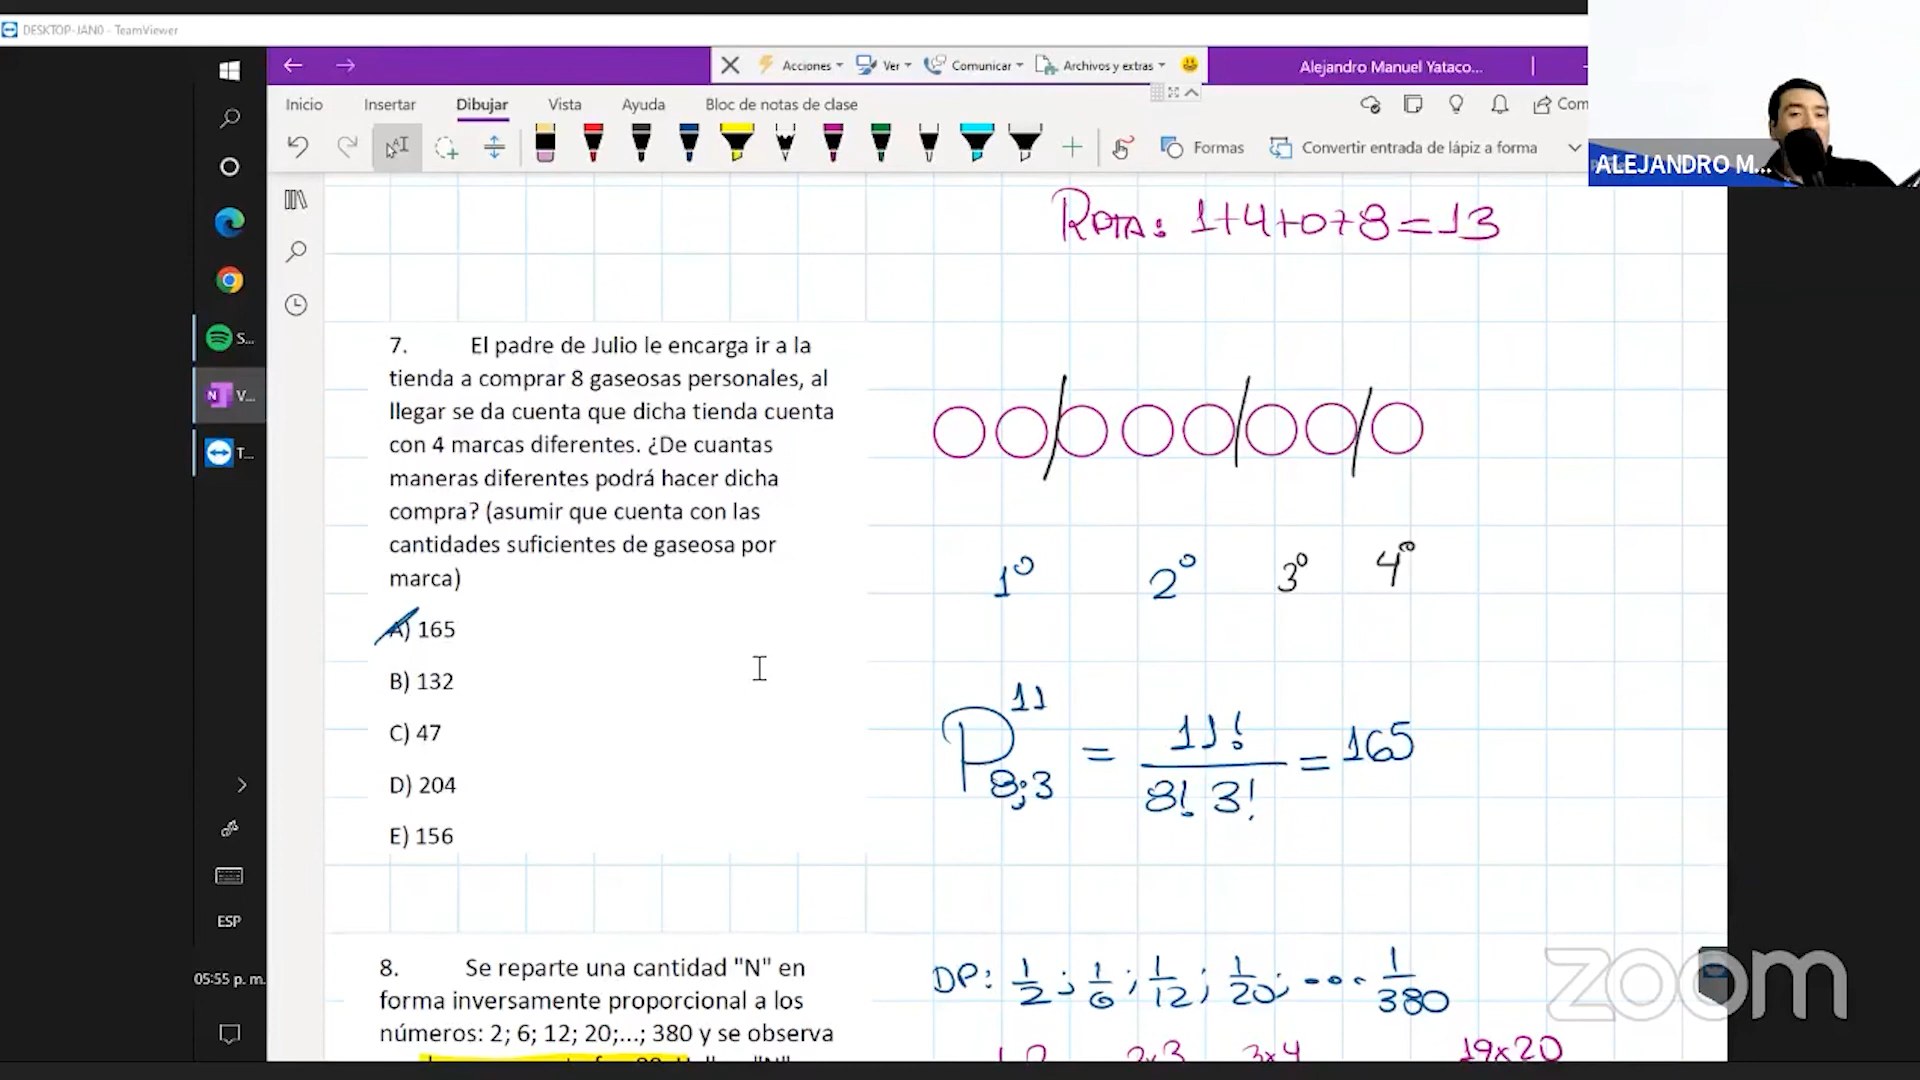 DESKTOP-JAN0 - TeamViewer
Acciones Ver Comunicar Archivos y extras
Alejandro Manuel Yataco...
Inicio Insertar Dibujar Vista Ayuda Bloc de notas de clase
Com
Formas Convertir entrada de lápiz a forma
ALEJANDRO M...
RPTA: 1+4+0+8=13
S...
V...
T...
7. El padre de Julio le encarga ir a la
tienda a comprar 8 gaseosas personales, al
llegar se da cuenta que dicha tienda cuenta
con 4 marcas diferentes. ¿De cuantas
maneras diferentes podrá hacer dicha
compra? (asumir que cuenta con las
cantidades suficientes de gaseosa por
marca)
A) 165
B) 132
C) 47
D) 204
E) 156
1° 2° 3° 4°
P 11 8;3 = 11! / 8! 3! = 165
ESP
05:55 p. m.
8. Se reparte una cantidad "N" en
forma inversamente proporcional a los
números: 2; 6; 12; 20;...; 380 y se observa
DP: 1/2; 1/6; 1/12; 1/20; .... 1/380
2x3 3x4 19x20
zoom